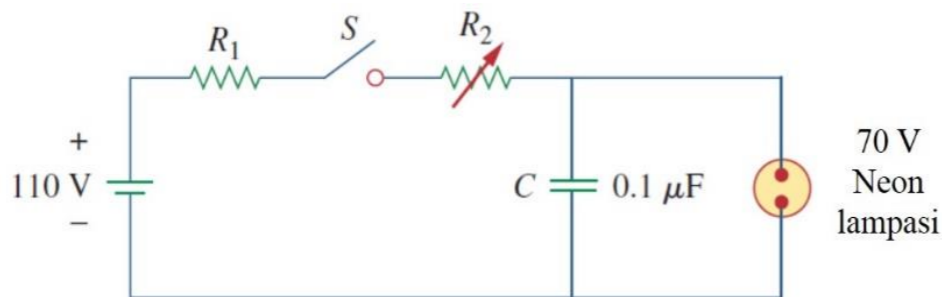 R₁
S
R₂
+
110 V
−
C
0.1 μF
70 V
Neon
lampasi